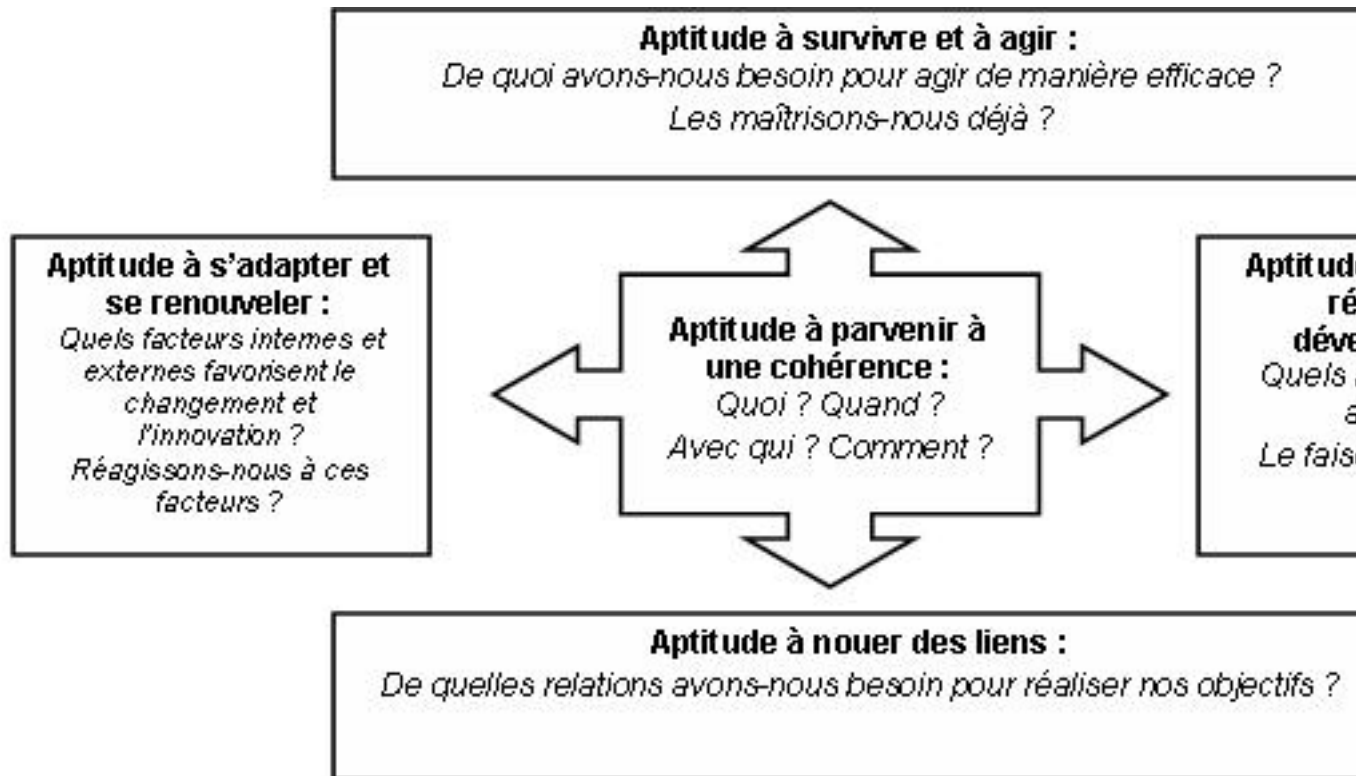 Aptitude à survivre et à agir :
De quoi avons-nous besoin pour agir de manière efficace ?
Les maîtrisons-nous déjà ?
Aptitude à s'adapter et
se renouveler :
Quels facteurs internes et
externes favorisent le
changement et
l'innovation ?
Réagissons-nous à ces
facteurs ?
Aptitude à parvenir à
une cohérence :
Quoi ? Quand ?
Avec qui ? Comment ?
Aptitude
Quels
Aptitude à nouer des liens :
De quelles relations avons-nous besoin pour réaliser nos objectifs ?